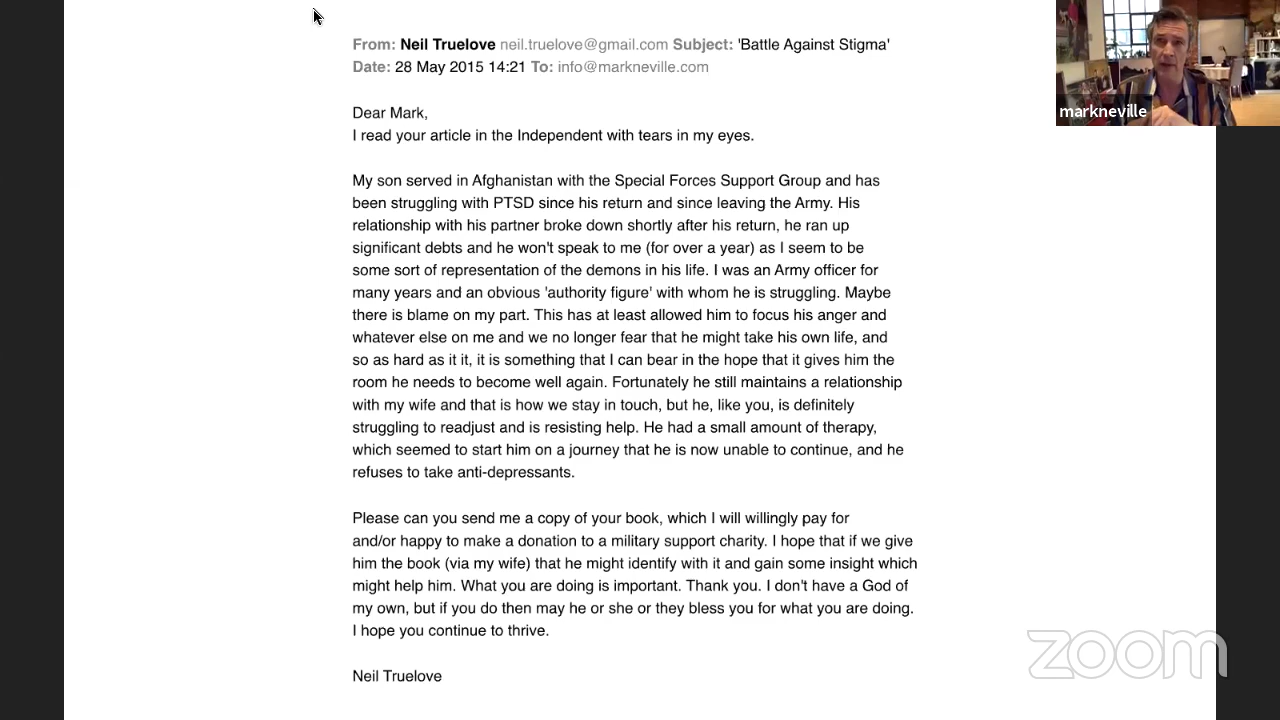 From: Neil Truelove neil.truelove@gmail.com Subject: 'Battle Against Stigma'
Date: 28 May 2015 14:21 To: info@markneville.com
markneville
Dear Mark,
I read your article in the Independent with tears in my eyes.
My son served in Afghanistan with the Special Forces Support Group and has
been struggling with PTSD since his return and since leaving the Army. His
relationship with his partner broke down shortly after his return, he ran up
significant debts and he won't speak to me (for over a year) as I seem to be
some sort of representation of the demons in his life. I was an Army officer for
many years and an obvious 'authority figure' with whom he is struggling. Maybe
there is blame on my part. This has at least allowed him to focus his anger and
whatever else on me and we no longer fear that he might take his own life, and
so as hard as it it, it is something that I can bear in the hope that it gives him the
room he needs to become well again. Fortunately he still maintains a relationship
with my wife and that is how we stay in touch, but he, like you, is definitely
struggling to readjust and is resisting help. He had a small amount of therapy,
which seemed to start him on a journey that he is now unable to continue, and he
refuses to take anti-depressants.
Please can you send me a copy of your book, which I will willingly pay for
and/or happy to make a donation to a military support charity. I hope that if we give
him the book (via my wife) that he might identify with it and gain some insight which
might help him. What you are doing is important. Thank you. I don't have a God of
my own, but if you do then may he or she or they bless you for what you are doing.
I hope you continue to thrive.
Neil Truelove
zoom